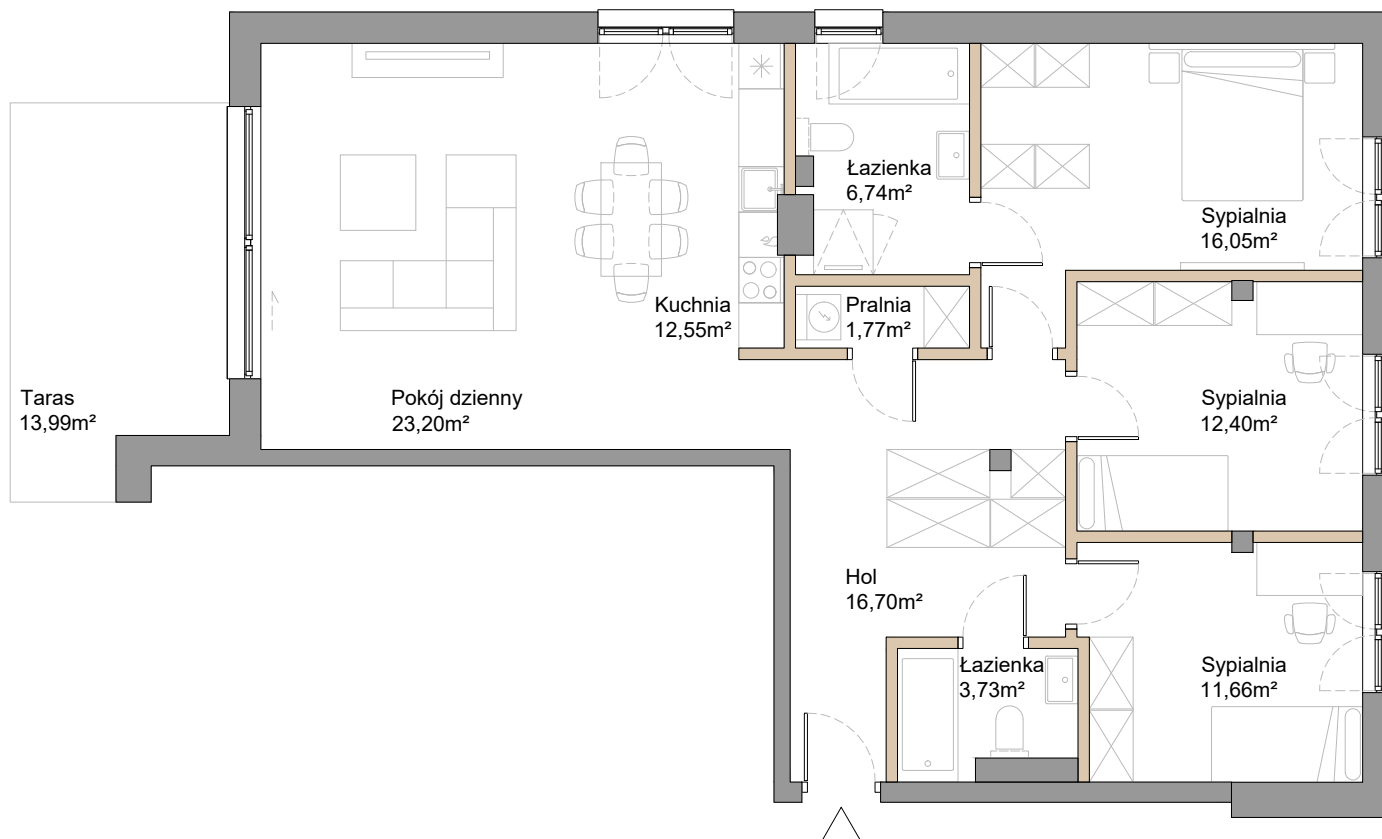 Łazienka
6,74m²
Sypialnia
16,05m²
Kuchnia
12,55m²
Pralnia
1,77m²
Taras
13,99m²
Pokój dzienny
23,20m²
Sypialnia
12,40m²
Hol
16,70m²
Łazienka
3,73m²
Sypialnia
11,66m²